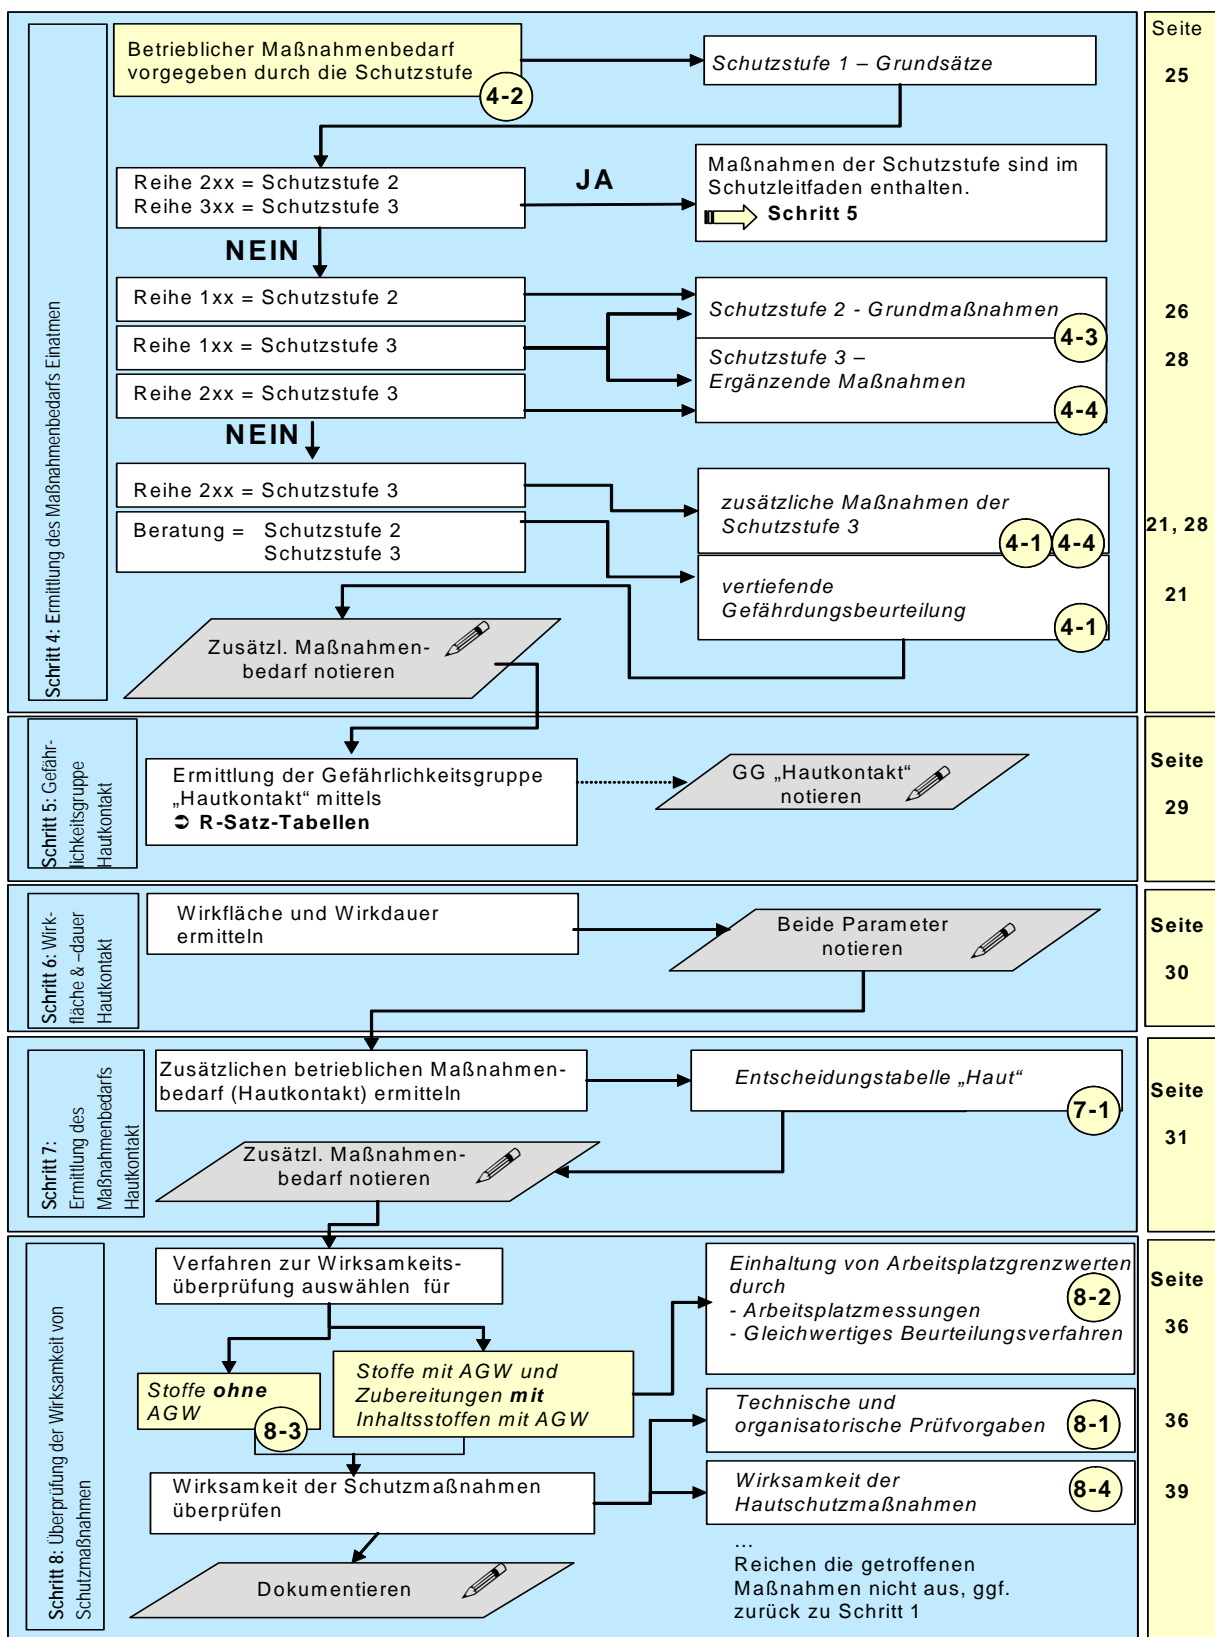 Schritt 4: Ermittlung des Maßnahmenbedarfs Einatmen
Betrieblicher Maßnahmenbedarf
vorgegeben durch die Schutzstufe
4-2
Schutzstufe 1 – Grundsätze
Seite
25
Reihe 2xx = Schutzstufe 2
Reihe 3xx = Schutzstufe 3
JA
Maßnahmen der Schutzstufe sind im
Schutzleitfaden enthalten.
Schritt 5
NEIN
Reihe 1xx = Schutzstufe 2
Reihe 1xx = Schutzstufe 3
Reihe 2xx = Schutzstufe 3
Schutzstufe 2 - Grundmaßnahmen
4-3
Schutzstufe 3 –
Ergänzende Maßnahmen
4-4
26
28
NEIN
Reihe 2xx = Schutzstufe 3
Beratung = Schutzstufe 2
Schutzstufe 3
zusätzliche Maßnahmen der
Schutzstufe 3
4-1 4-4
21, 28
vertiefende
Gefährdungsbeurteilung
4-1
21
Zusätzl. Maßnahmen-
bedarf notieren
Schritt 5: Gefähr-
lichkeitsgruppe
Hautkontakt
Ermittlung der Gefährlichkeitsgruppe
„Hautkontakt“ mittels
➲ R-Satz-Tabellen
GG „Hautkontakt“
notieren
Seite
29
Schritt 6: Wirk-
fläche & –dauer
Hautkontakt
Wirkfläche und Wirkdauer
ermitteln
Beide Parameter
notieren
Seite
30
Schritt 7:
Ermittlung des
Maßnahmenbedarfs
Hautkontakt
Zusätzlichen betrieblichen Maßnahmen-
bedarf (Hautkontakt) ermitteln
Entscheidungstabelle „Haut“
7-1
Zusätzl. Maßnahmen-
bedarf notieren
Seite
31
Schritt 8: Überprüfung der Wirksamkeit von
Schutzmaßnahmen
Verfahren zur Wirksamkeits-
überprüfung auswählen für
Stoffe ohne
AGW
8-3
Stoffe mit AGW und
Zubereitungen mit
Inhaltsstoffen mit AGW
Einhaltung von Arbeitsplatzgrenzwerten
durch
- Arbeitsplatzmessungen
- Gleichwertiges Beurteilungsverfahren
8-2
Seite
36
Technische und
organisatorische Prüfvorgaben
8-1
36
Wirksamkeit der Schutzmaßnahmen
überprüfen
Wirksamkeit der
Hautschutzmaßnahmen
8-4
39
Dokumentieren
...
Reichen die getroffenen
Maßnahmen nicht aus, ggf.
zurück zu Schritt 1